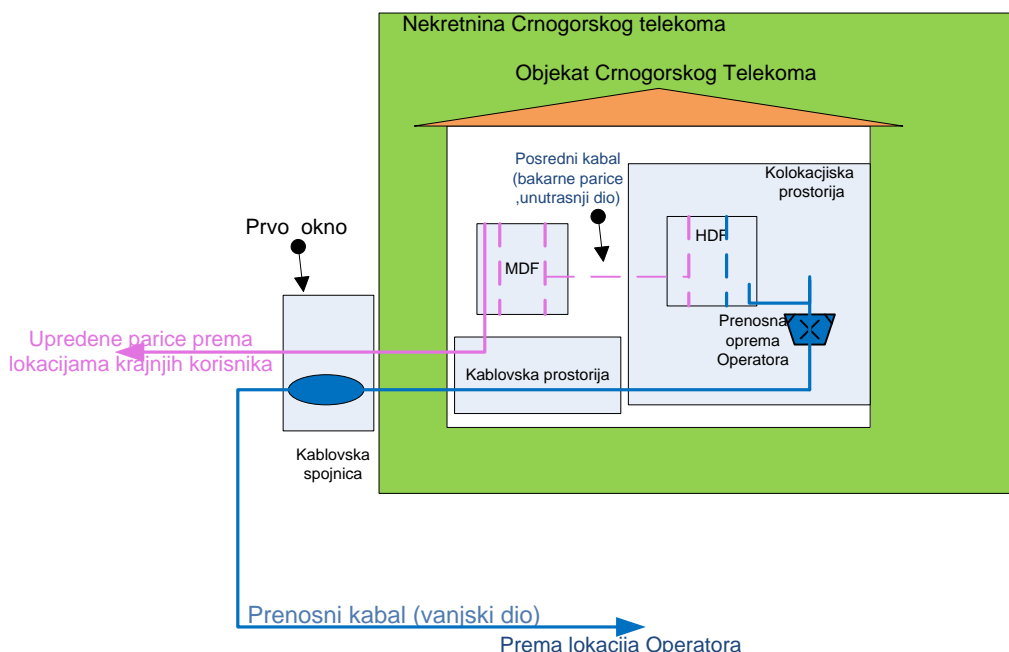 Nekretnina Crnogorskog telekoma
Objekat Crnogorskog Telekoma
Posredni kabal
(bakarne parice
,unutrasnji dio)
Kolokacjiska
prostorija
Prvo okno
MDF
HDF
Upredene parice prema
lokacijama krajnjih korisnika
Prenosna
oprema
Operatora
Kablovska prostorija
Kablovska
spojnica
Prenosni kabal (vanjski dio)
Prema lokacija Operatora